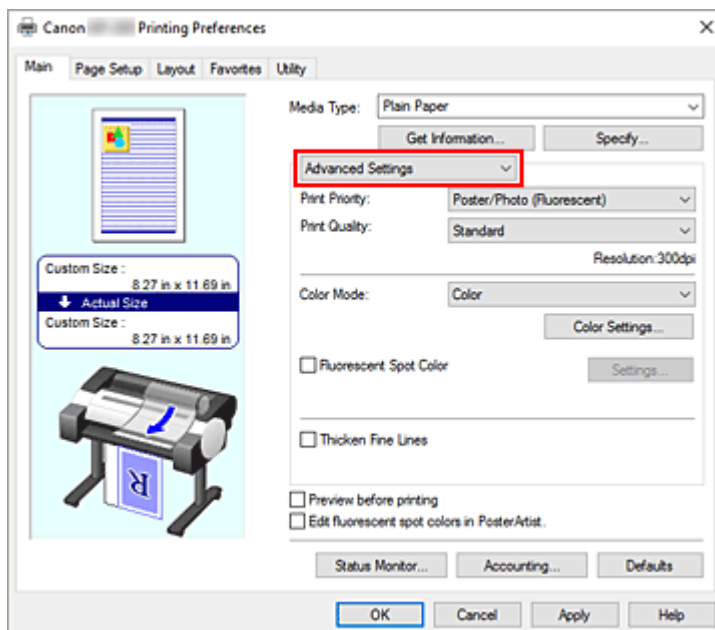 Canon Printing Preferences
Main Page Setup Layout Favorites Utility
Media Type: Plain Paper
Get Information... Specify...
Advanced Settings
Print Priority: Poster/Photo (Fluorescent)
Print Quality: Standard
Resolution:300dpi
Custom Size :
8.27 in x 11.69 in
Actual Size
Custom Size :
8.27 in x 11.69 in
Color Mode: Color
Color Settings...
Fluorescent Spot Color Settings...
Thicken Fine Lines
R
Preview before printing
Edit fluorescent spot colors in PosterArtist.
Status Monitor... Accounting... Defaults
OK Cancel Apply Help